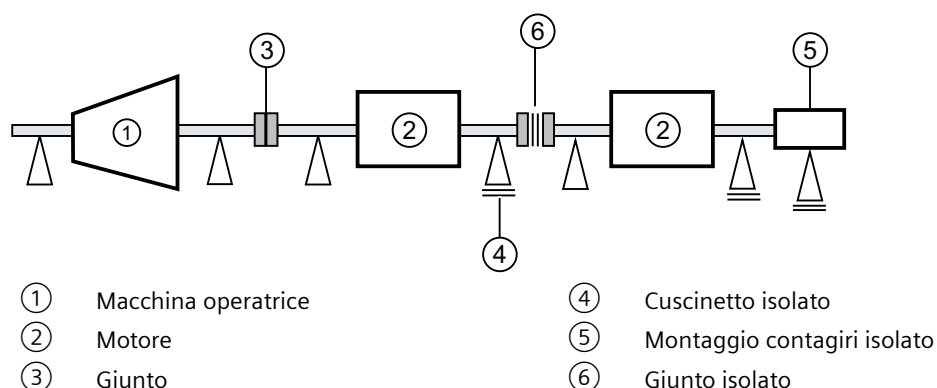 ③
⑥
⑤
①
②
②
④
① Macchina operatrice
② Motore
③ Giunto
④ Cuscinetto isolato
⑤ Montaggio contagiri isolato
⑥ Giunto isolato